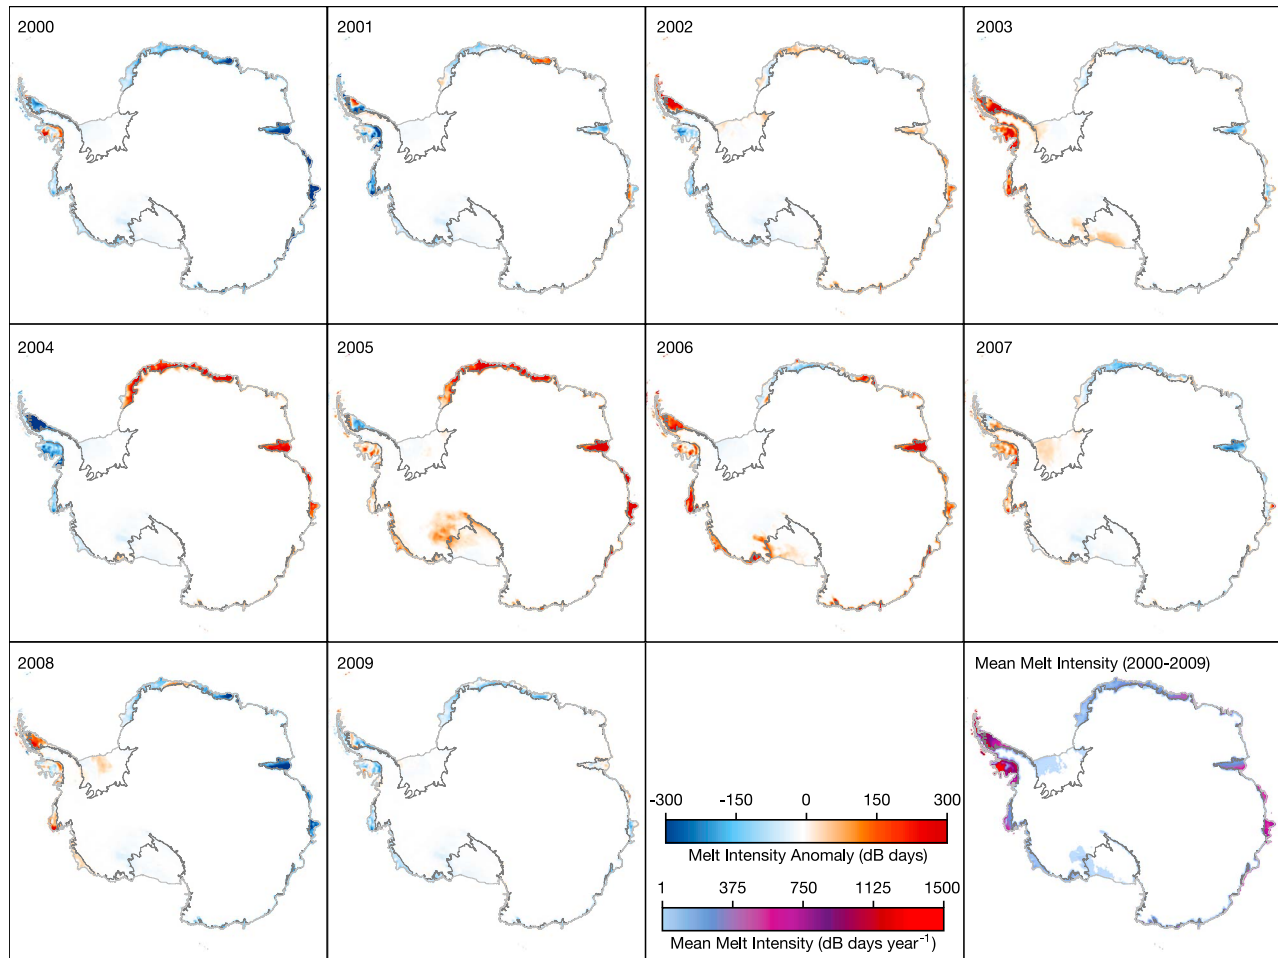 2000
2001
2002
2003
2004
2005
2006
2007
2008
2009
Mean Melt Intensity (2000-2009)
-300 -150 0 150 300
Melt Intensity Anomaly (dB days)
1 375 750 1125 1500
Mean Melt Intensity (dB days year⁻¹)